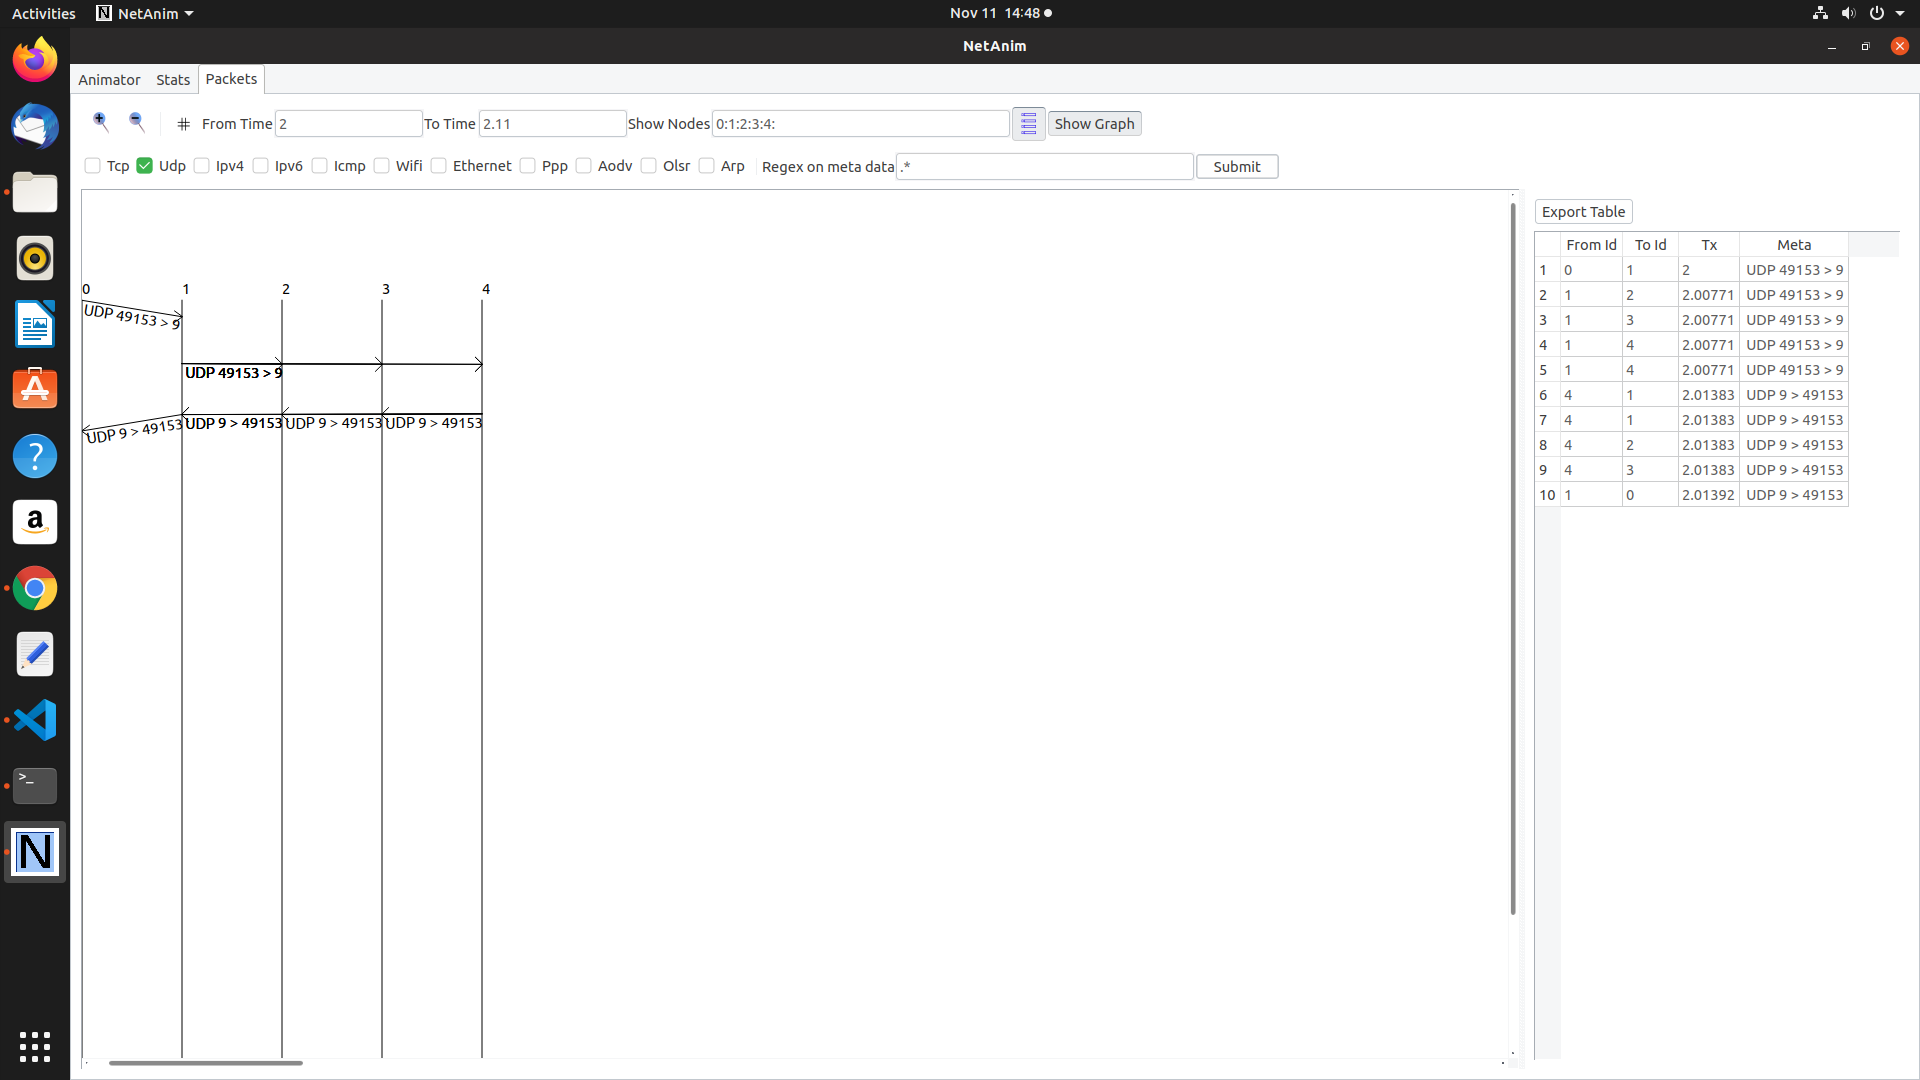 Activities NetAnim Nov 11 14:48
NetAnim
Animator Stats Packets
# From Time 2 To Time 2.11 Show Nodes 0:1:2:3:4: Show Graph
Tcp Udp Ipv4 Ipv6 Icmp Wifi Ethernet Ppp Aodv Olsr Arp Regex on meta data .* Submit
0 1 2 3 4
UDP 49153 > 9
UDP 49153 > 9
UDP 9 > 49153 UDP 9 > 49153 UDP 9 > 49153 UDP 9 > 49153
Export Table
From Id To Id Tx Meta
1 0 1 2 UDP 49153 > 9
2 1 2 2.00771 UDP 49153 > 9
3 1 3 2.00771 UDP 49153 > 9
4 1 4 2.00771 UDP 49153 > 9
5 1 4 2.00771 UDP 49153 > 9
6 4 1 2.01383 UDP 9 > 49153
7 4 1 2.01383 UDP 9 > 49153
8 4 2 2.01383 UDP 9 > 49153
9 4 3 2.01383 UDP 9 > 49153
10 1 0 2.01392 UDP 9 > 49153